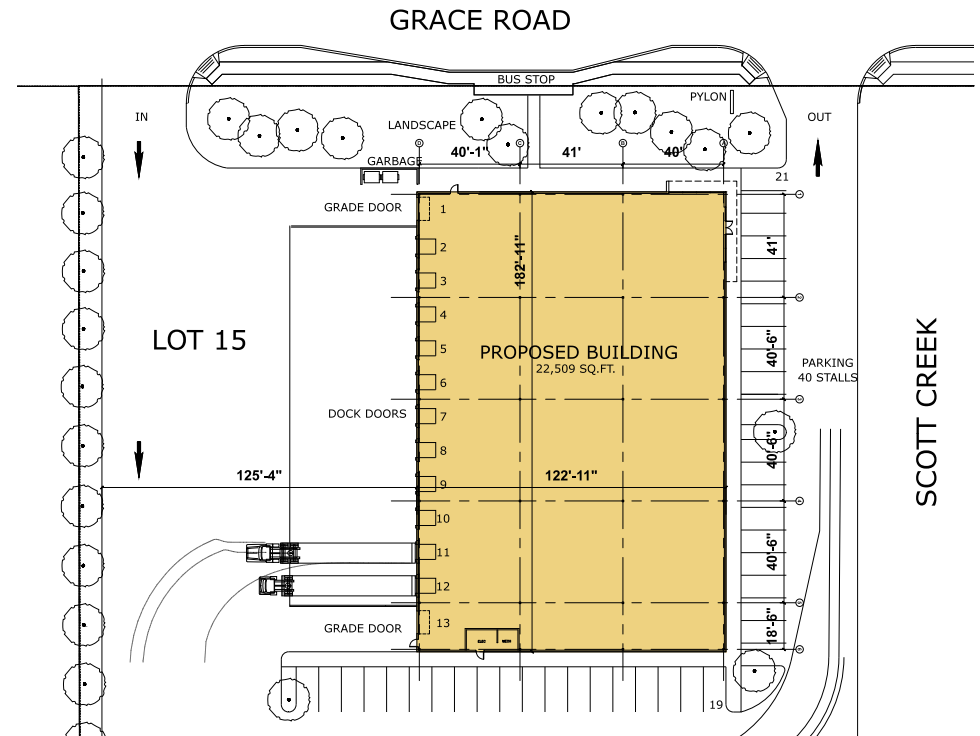 GRACE ROAD
BUS STOP
PYLON
IN
OUT
LANDSCAPE
40'-1"
41'
40'
GARBAGE
21
GRADE DOOR
1
2
182'-11"
41'
3
4
LOT 15
5
PROPOSED BUILDING
22,509 SQ.FT.
40'-6"
PARKING
40 STALLS
6
DOCK DOORS
7
8
40'-6"
SCOTT CREEK
125'-4"
9
122'-11"
10
11
40'-6"
12
GRADE DOOR
13
18'-6"
19